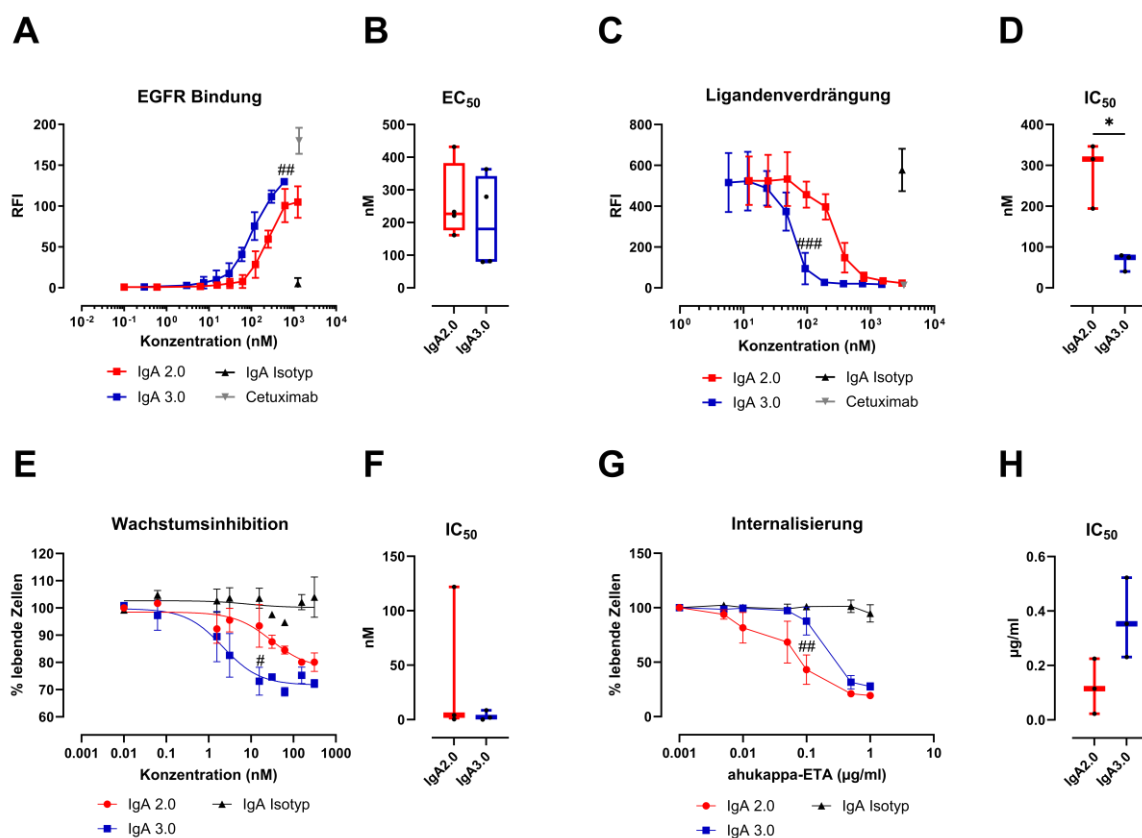 A
B
C
D
EGFR Bindung
EC50
Ligandenverdrängung
IC50
RFI
200
150
100
50
0
##
10-2 10-1 100 101 102 103 104
Konzentration (nM)
IgA 2.0
IgA Isotyp
IgA 3.0
Cetuximab
nM
500
400
300
200
100
0
IgA2.0
IgA3.0
RFI
800
600
400
200
0
###
100 101 102 103 104
Konzentration (nM)
IgA 2.0
IgA Isotyp
IgA 3.0
Cetuximab
nM
400
300
200
100
0
*
IgA2.0
IgA3.0
E
F
G
H
Wachstumsinhibition
IC50
Internalisierung
IC50
% lebende Zellen
120
110
100
90
80
70
60
#
0.001 0.01 0.1 1 10 100 1000
Konzentration (nM)
IgA 2.0
IgA Isotyp
IgA 3.0
nM
150
100
50
0
IgA2.0
IgA3.0
% lebende Zellen
150
100
50
0
##
0.001 0.01 0.1 1 10
ahukappa-ETA (µg/ml)
IgA 2.0
IgA Isotyp
IgA 3.0
µg/ml
0.6
0.4
0.2
0.0
IgA2.0
IgA3.0